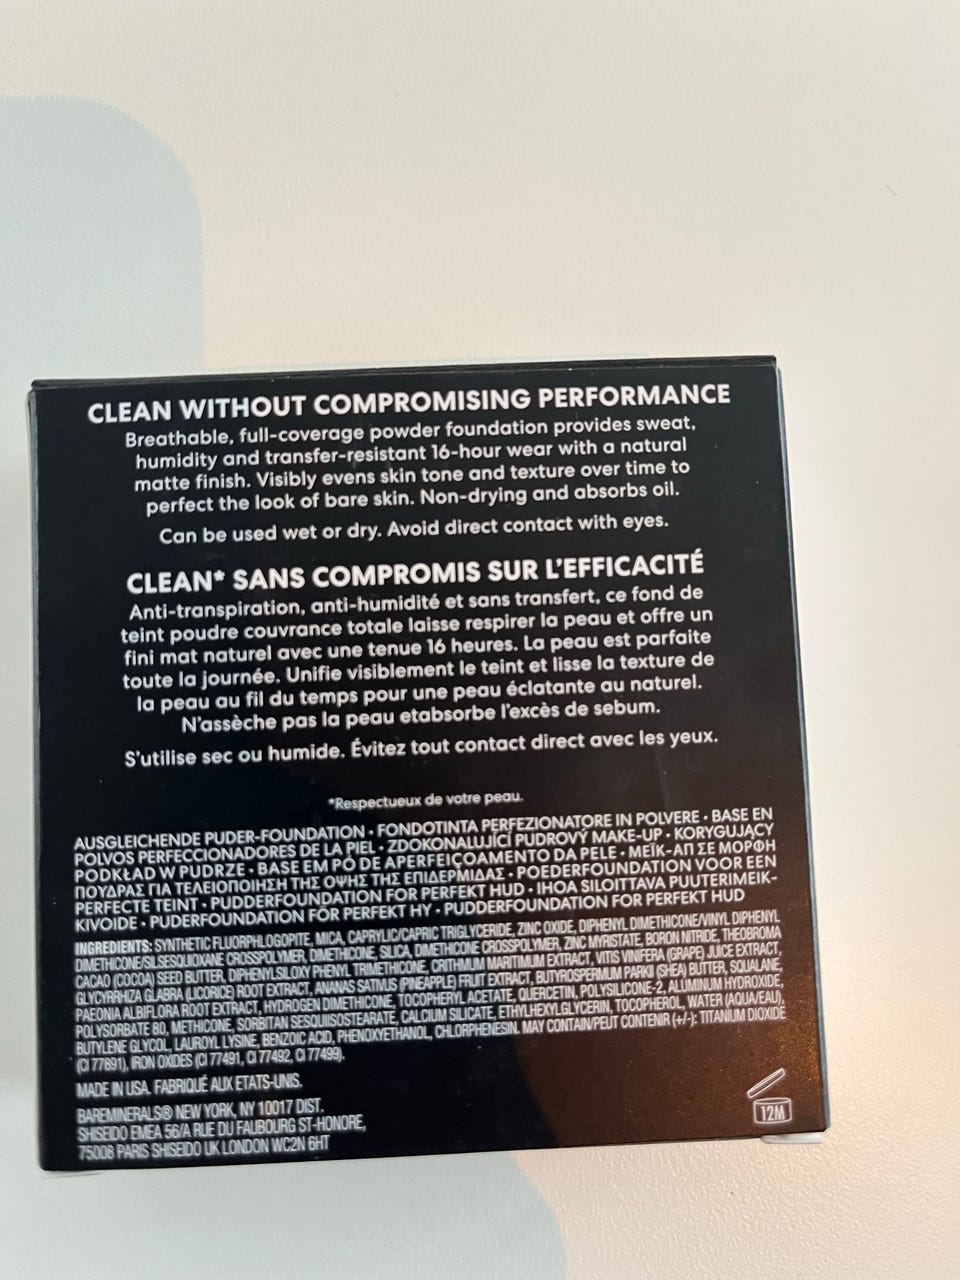 CLEAN WITHOUT COMPROMISING PERFORMANCE
Breathable, full-coverage powder foundation provides sweat,
humidity and transfer-resistant 16-hour wear with a natural
matte finish. Visibly evens skin tone and texture over time to
perfect the look of bare skin. Non-drying and absorbs oil.
Can be used wet or dry. Avoid direct contact with eyes.
CLEAN* SANS COMPROMIS SUR L'EFFICACITÉ
Anti-transpiration, anti-humidité et sans transfert, ce fond de
teint poudre couvrance totale laisse respirer la peau et offre un
fini mat naturel avec une tenue 16 heures. La peau est parfaite
toute la journée. Unifie visiblement le teint et lisse la texture de
la peau au fil du temps pour une peau éclatante au naturel.
N'assèche pas la peau etabsorbe l'excès de sebum.
S'utilise sec ou humide. Évitez tout contact direct avec les yeux.
*Respectueux de votre peau.
AUSGLEICHENDE PUDER-FOUNDATION • FONDOTINTA PERFEZIONATORE IN POLVERE • BASE EN
POLVOS PERFECCIONADORES DE LA PIEL • ZDOKONALUJÍCÍ PUDROVÝ MAKE-UP • KORYGUJĄCY
PODKŁAD W PUDRZE • BASE EM PÓ DE APERFEIÇOAMENTO DA PELE • ΜΕΪΚ-ΑΠ ΣΕ ΜΟΡΦΗ
ΠΟΥΔΡΑΣ ΓΙΑ ΤΕΛΕΙΟΠΟΙΗΣΗ ΤΗΣ ΟΨΗΣ ΤΗΣ ΕΠΙΔΕΡΜΙΔΑΣ • POEDERFOUNDATION VOOR EEN
PERFECTE TEINT • PUDDERFOUNDATION FOR PERFEKT HUD • IHOA SILOITTAVA PUUTERIMEIK-
KIVOIDE • PUDERFOUNDATION FÖR PERFEKT HY • PUDDERFOUNDATION FOR PERFEKT HUD
INGREDIENTS: SYNTHETIC FLUORPHLOGOPITE, MICA, CAPRYLIC/CAPRIC TRIGLYCERIDE, ZINC OXIDE, DIPHENYL DIMETHICONE/VINYL DIPHENYL
DIMETHICONE/SILSESQUIOXANE CROSSPOLYMER, DIMETHICONE, SILICA, DIMETHICONE CROSSPOLYMER, ZINC MYRISTATE, BORON NITRIDE, THEOBROMA
CACAO (COCOA) SEED BUTTER, DIPHENYLSILOXY PHENYL TRIMETHICONE, CRITHMUM MARITIMUM EXTRACT, VITIS VINIFERA (GRAPE) JUICE EXTRACT,
GLYCYRRHIZA GLABRA (LICORICE) ROOT EXTRACT, ANANAS SATIVUS (PINEAPPLE) FRUIT EXTRACT, BUTYROSPERMUM PARKII (SHEA) BUTTER, SQUALANE,
PAEONIA ALBIFLORA ROOT EXTRACT, HYDROGEN DIMETHICONE, TOCOPHERYL ACETATE, QUERCETIN, POLYSILICONE-2, ALUMINUM HYDROXIDE,
POLYSORBATE 80, METHICONE, SORBITAN SESQUIISOSTEARATE, CALCIUM SILICATE, ETHYLHEXYLGLYCERIN, TOCOPHEROL, WATER (AQUA/EAU),
BUTYLENE GLYCOL, LAUROYL LYSINE, BENZOIC ACID, PHENOXYETHANOL, CHLORPHENESIN. MAY CONTAIN/PEUT CONTENIR (+/-): TITANIUM DIOXIDE
(CI 77891), IRON OXIDES (CI 77491, CI 77492, CI 77499).
MADE IN USA. FABRIQUÉ AUX ETATS-UNIS.
BAREMINERALS® NEW YORK, NY 10017 DIST.
SHISEIDO EMEA 56/A RUE DU FAUBOURG ST-HONORE,
75008 PARIS SHISEIDO UK LONDON WC2N 6HT
12M